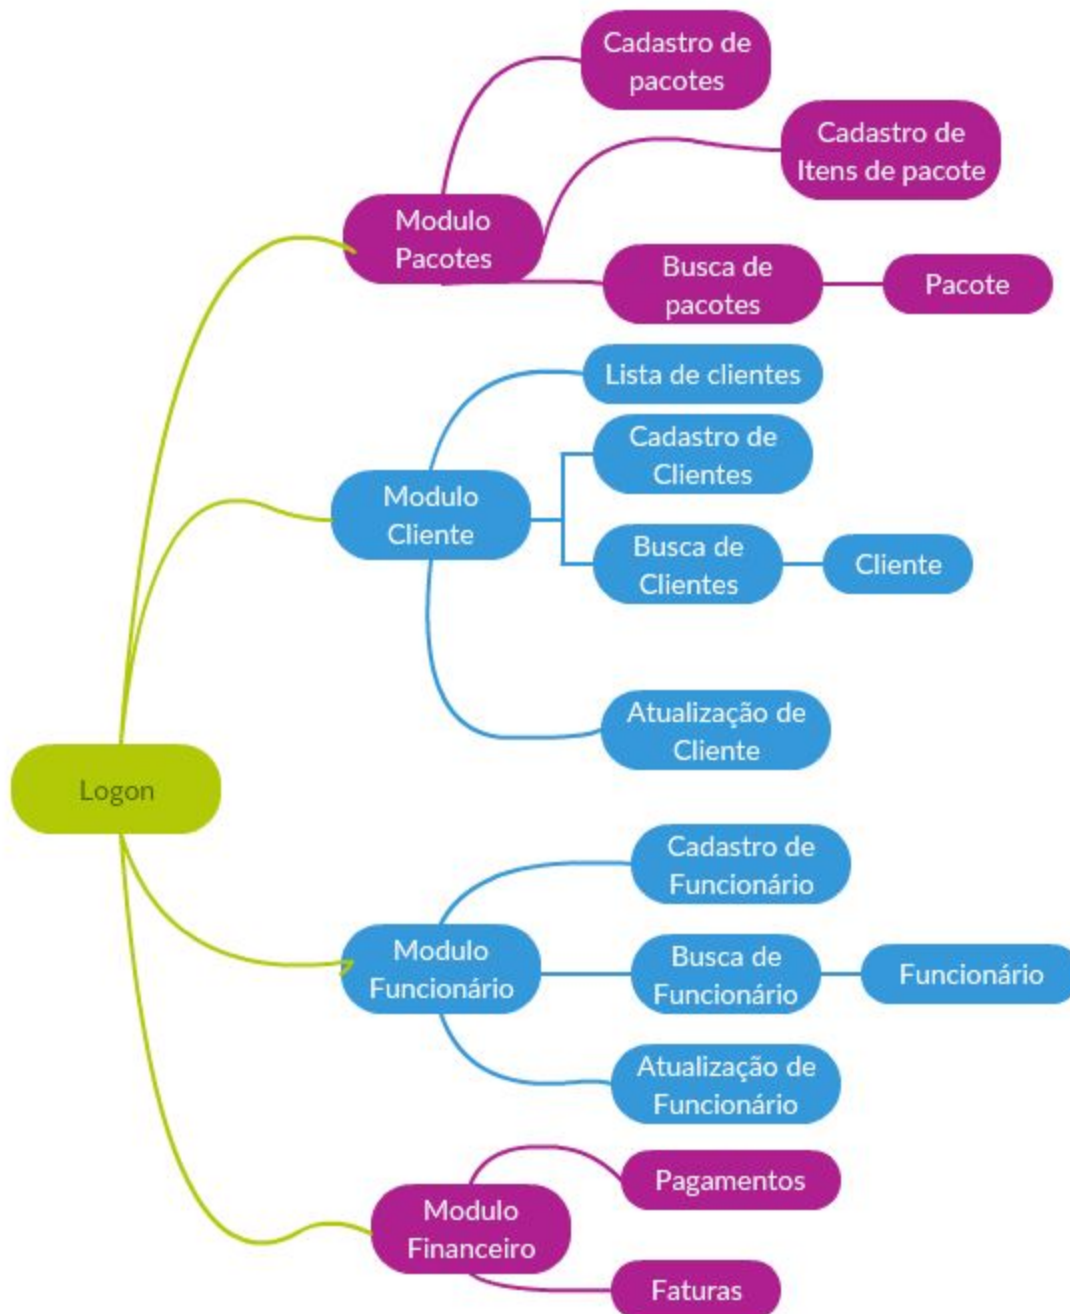 Cadastro de
pacotes
Cadastro de
Itens de pacote
Modulo
Pacotes
Busca de
pacotes
Pacote
Lista de clientes
Cadastro de
Clientes
Modulo
Cliente
Busca de
Clientes
Cliente
Atualização de
Cliente
Logon
Cadastro de
Funcionário
Modulo
Funcionário
Busca de
Funcionário
Funcionário
Atualização de
Funcionário
Pagamentos
Modulo
Financeiro
Faturas